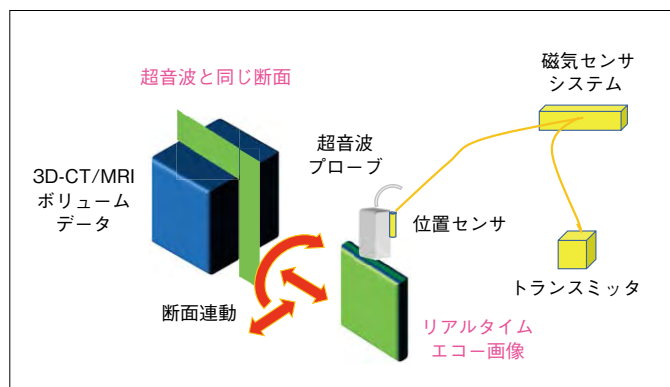 超音波と同じ断面
磁気センサ
システム
超音波
プローブ
3D-CT/MRI
ボリューム
データ
位置センサ
トランスミッタ
断面連動
リアルタイム
エコー画像